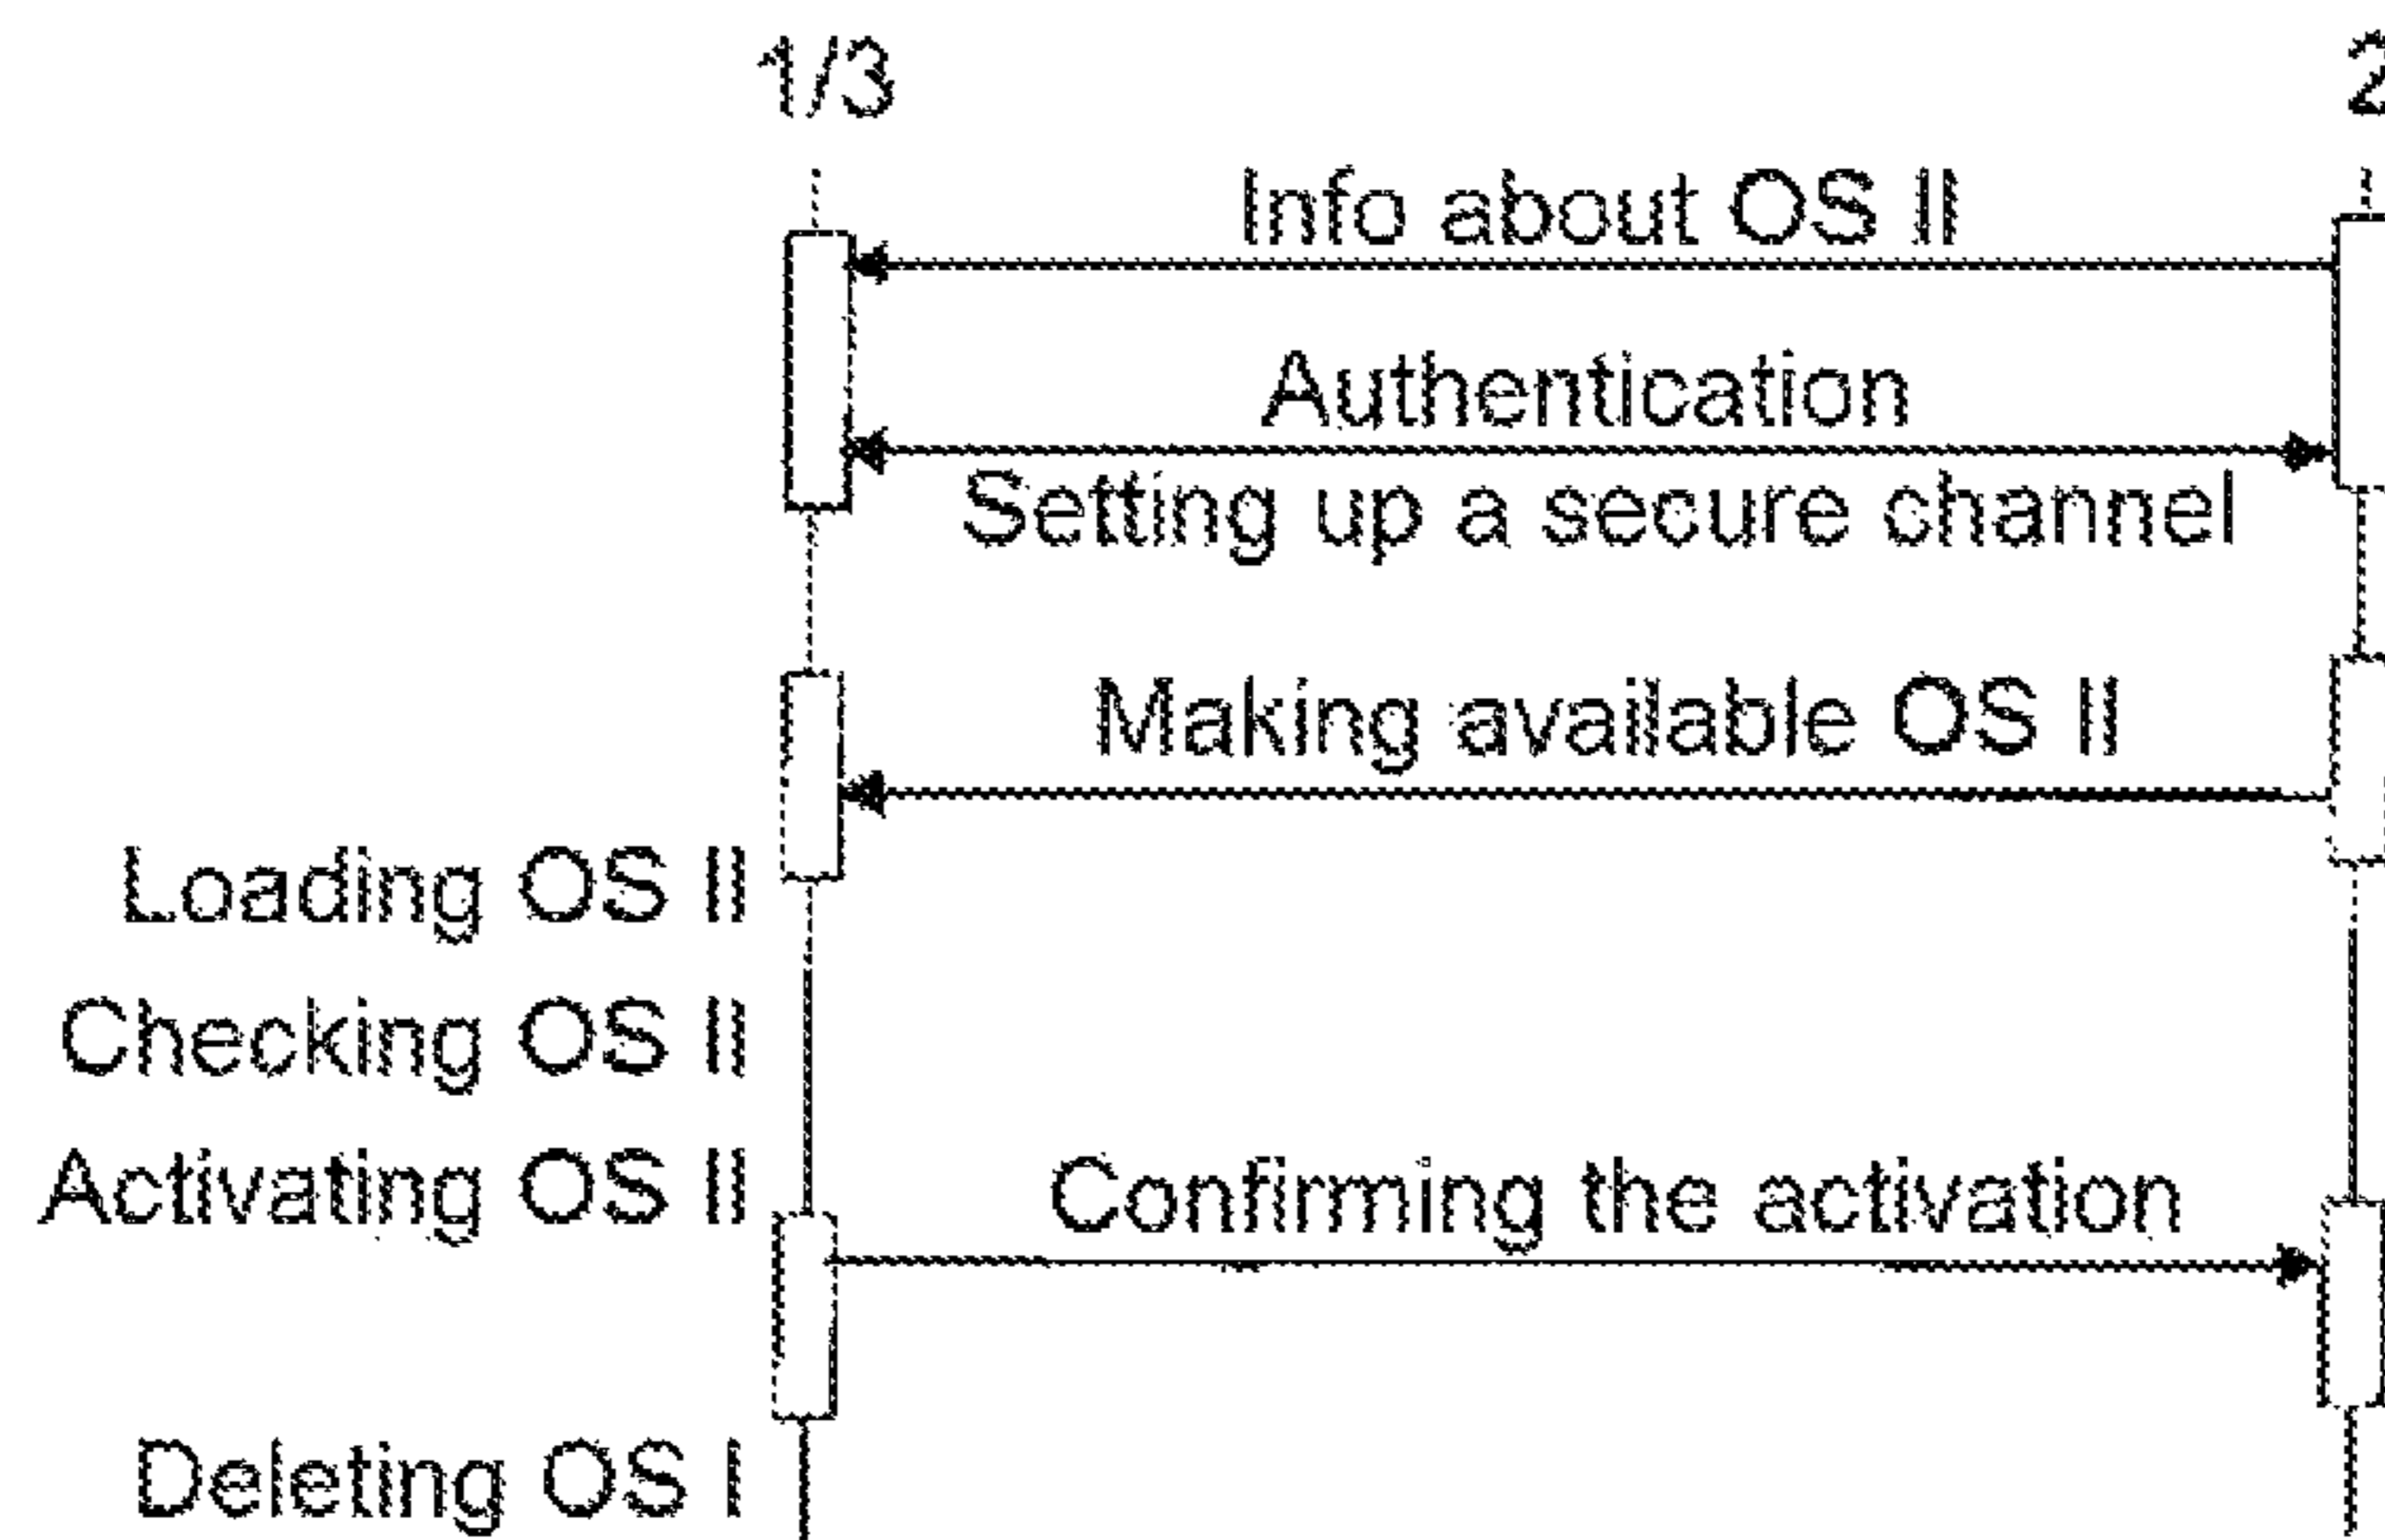 1/3 2
Info about OS II
Authentication
Setting up a secure channel
Making available OS II
Loading OS II
Checking OS II
Activating OS II
Confirming the activation
Deleting OS I